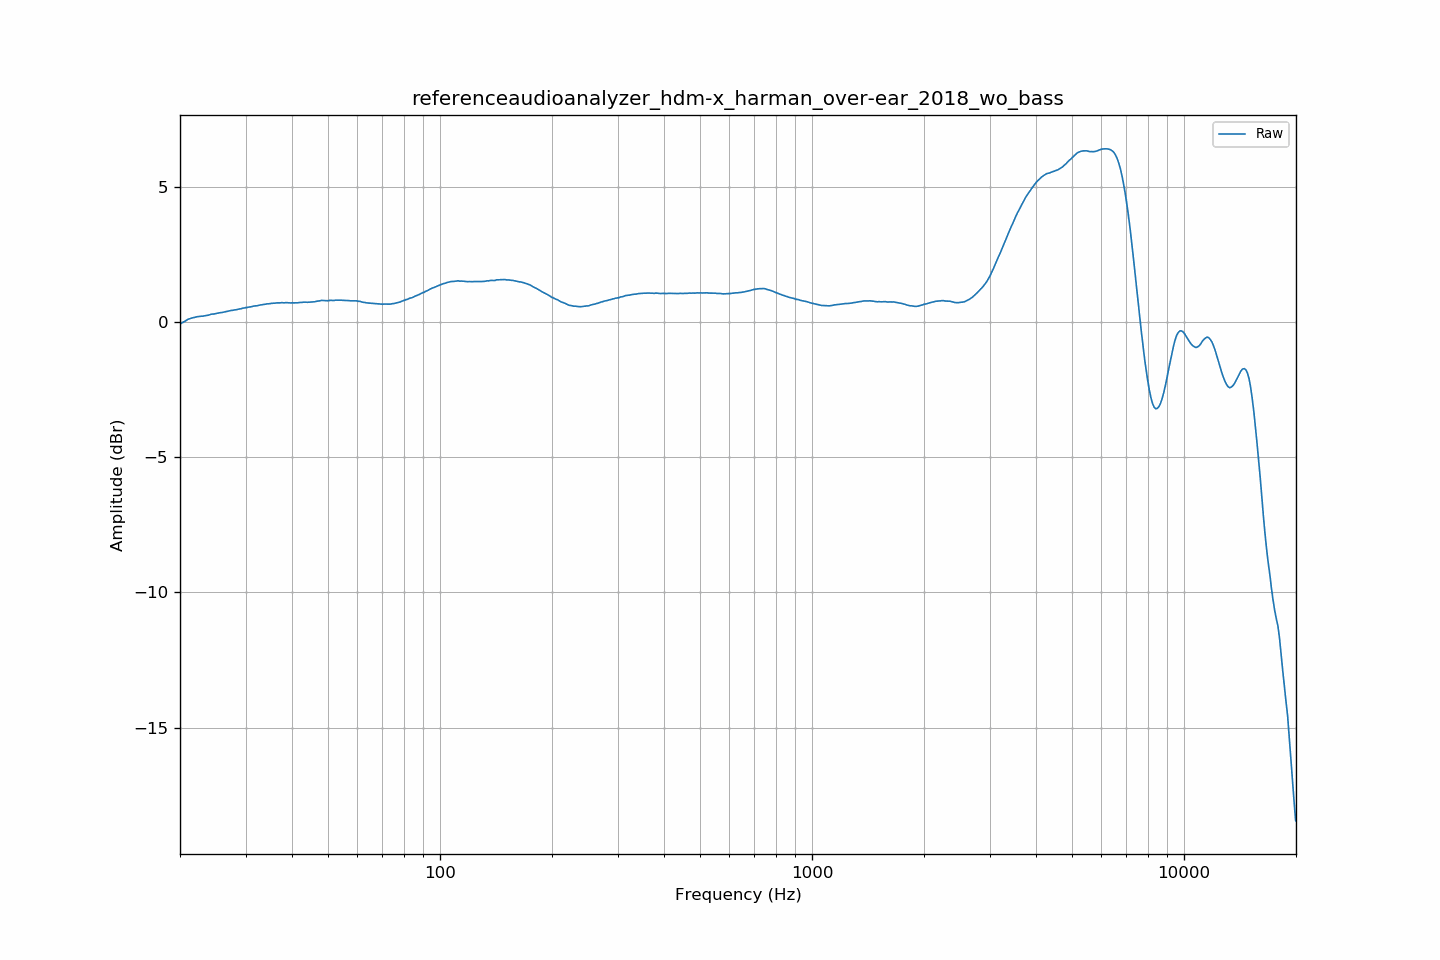 referenceaudioanalyzer_hdm-x_harman_over-ear_2018_wo_bass
Raw
5
0
−5
−10
−15
Amplitude (dBr)
100
1000
10000
Frequency (Hz)